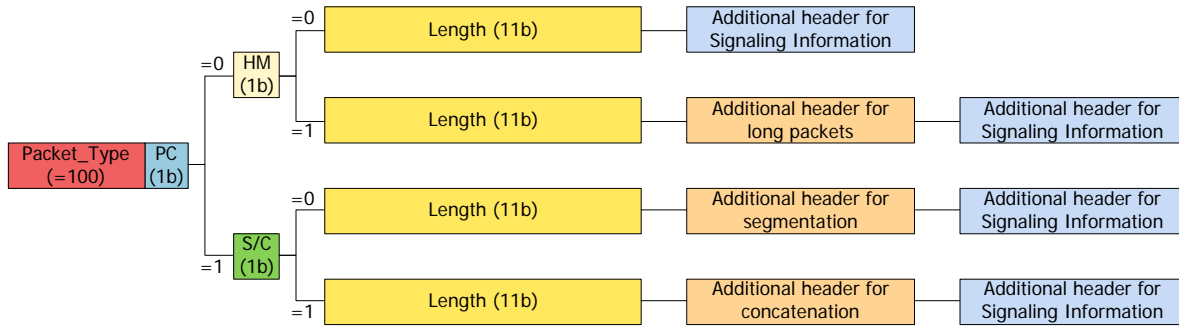 =0
Length (11b)
Additional header for
Signaling Information
=0
HM
(1b)
=1
Length (11b)
Additional header for
long packets
Additional header for
Signaling Information
Packet_Type
(=100)
PC
(1b)
=0
Length (11b)
Additional header for
segmentation
Additional header for
Signaling Information
=1
S/C
(1b)
=1
Length (11b)
Additional header for
concatenation
Additional header for
Signaling Information